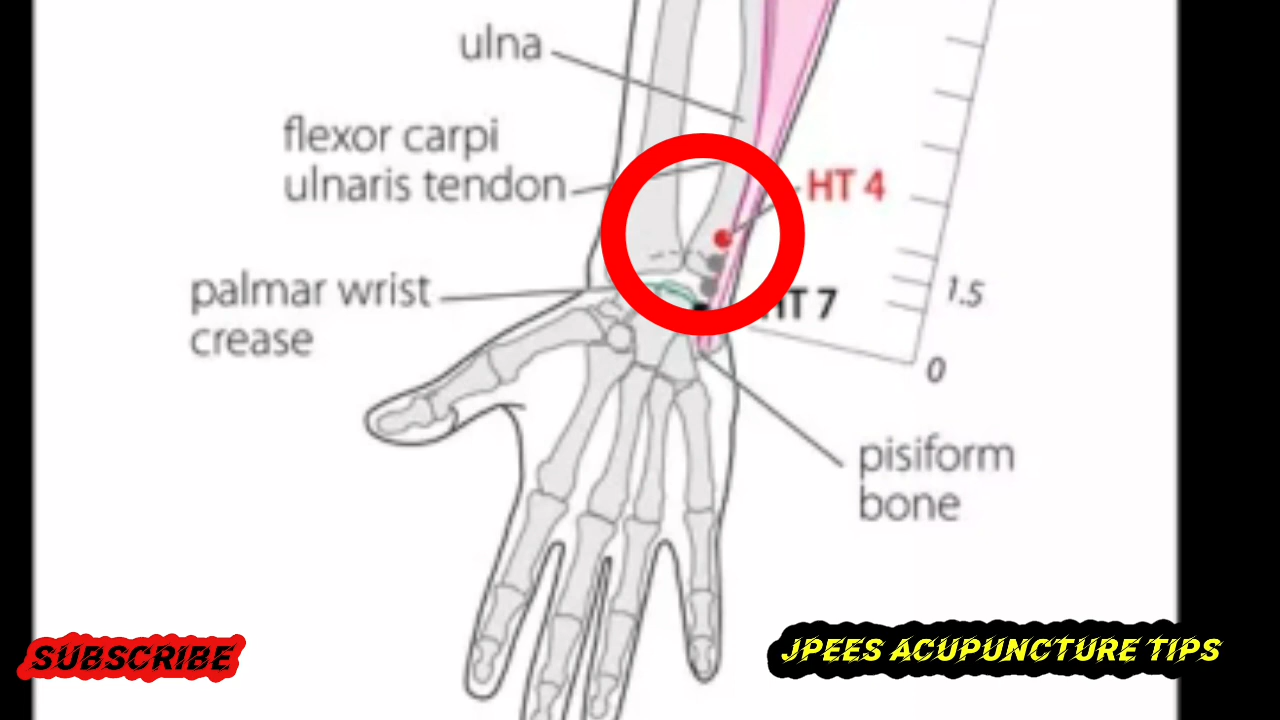 ulna
flexor carpi
ulnaris tendon
HT 4
palmar wrist
crease
HT 7
1.5
0
pisiform
bone
SUBSCRIBE
JPEES ACUPUNCTURE TIPS